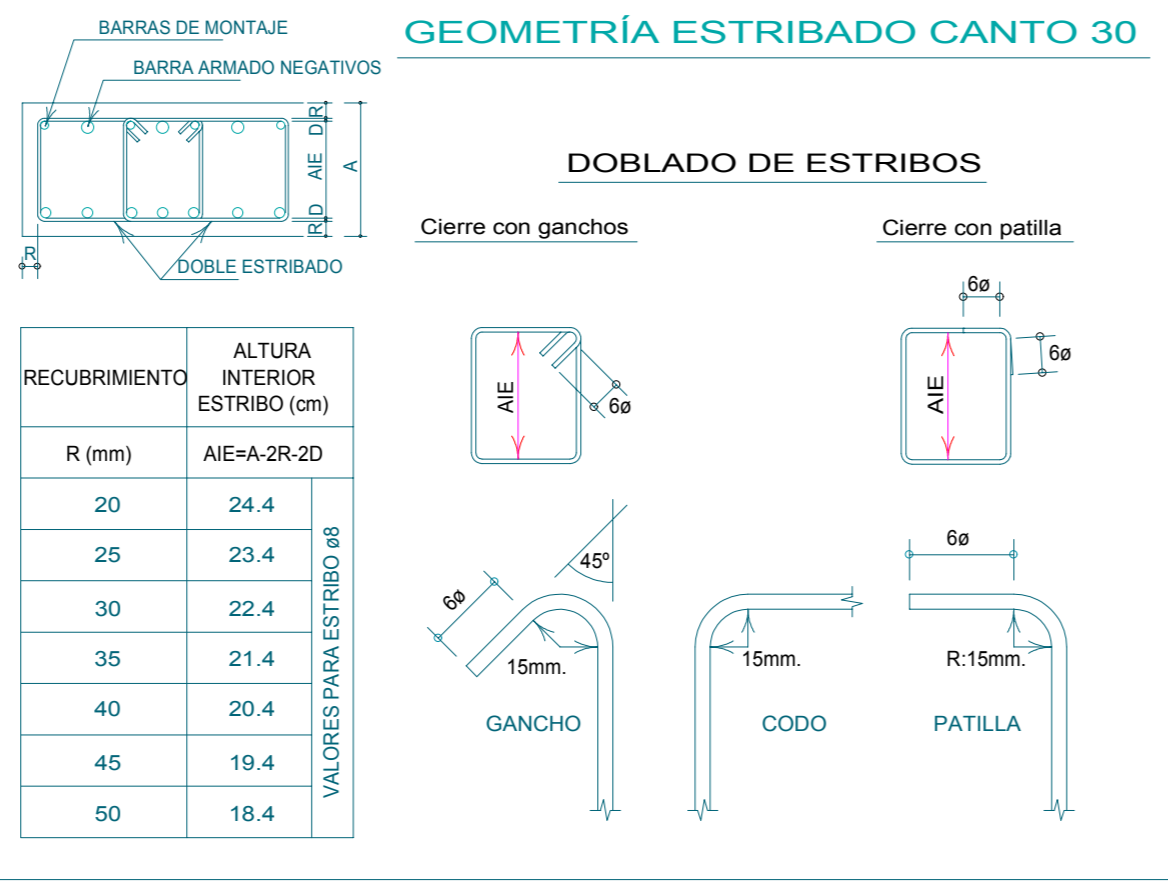 BARRAS DE MONTAJE
GEOMETRÍA ESTRIBADO CANTO 30
BARRA ARMADO NEGATIVOS
R
D
AIE
A
D
R
R
DOBLE ESTRIBADO
DOBLADO DE ESTRIBOS
Cierre con ganchos
Cierre con patilla
AIE
6ø
6ø
6ø
AIE
RECUBRIMIENTO
ALTURA
INTERIOR
ESTRIBO (cm)
R (mm)
AIE=A-2R-2D
20
24.4
25
23.4
30
22.4
35
21.4
40
20.4
45
19.4
50
18.4
VALORES PARA ESTRIBO ø8
6ø
45º
15mm.
GANCHO
15mm.
CODO
6ø
R:15mm.
PATILLA